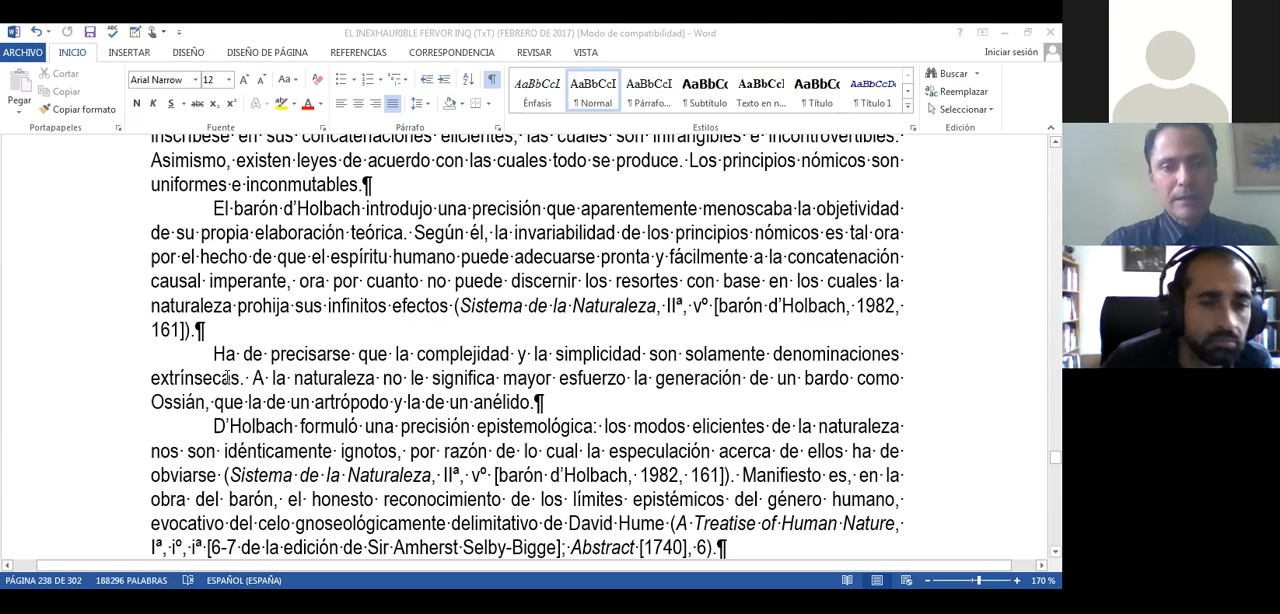 EL INEXHAURIBLE FERVOR INQ (TxT) (FEBRERO DE 2017) [Modo de compatibilidad] - Word
ARCHIVO INICIO INSERTAR DISEÑO DISEÑO DE PÁGINA REFERENCIAS CORRESPONDENCIA REVISAR VISTA Iniciar sesión
Pegar
Cortar
Copiar
Copiar formato
Portapapeles
Arial Narrow 12
Fuente
Párrafo
AaBbCcI Énfasis
AaBbCcI ¶ Normal
AaBbCcI ¶ Párrafo...
AaBbCc ¶ Subtítulo
AaBbCcI Texto en n...
AaBbCc ¶ Título
AaBbCcDc ¶ Título 1
Estilos
Buscar
Reemplazar
Seleccionar
Edición
inscríbese en sus concatenaciones elicientes, las cuales son infrangibles e incontrovertibles.
Asimismo, existen leyes de acuerdo con las cuales todo se produce. Los principios nómicos son
uniformes e inconmutables.¶
El barón d'Holbach introdujo una precisión que aparentemente menoscaba la objetividad
de su propia elaboración teórica. Según él, la invariabilidad de los principios nómicos es tal ora
por el hecho de que el espíritu humano puede adecuarse pronta y fácilmente a la concatenación
causal imperante, ora por cuanto no puede discernir los resortes con base en los cuales la
naturaleza prohija sus infinitos efectos (Sistema de la Naturaleza, IIª, vº [barón d'Holbach, 1982,
161]).¶
Ha de precisarse que la complejidad y la simplicidad son solamente denominaciones
extrínsecas. A la naturaleza no le significa mayor esfuerzo la generación de un bardo como
Ossián, que la de un artrópodo y la de un anélido.¶
D'Holbach formuló una precisión epistemológica: los modos elicientes de la naturaleza
nos son idénticamente ignotos, por razón de lo cual la especulación acerca de ellos ha de
obviarse (Sistema de la Naturaleza, IIª, vº [barón d'Holbach, 1982, 161]). Manifiesto es, en la
obra del barón, el honesto reconocimiento de los límites epistémicos del género humano,
evocativo del celo gnoseológicamente delimitativo de David Hume (A Treatise of Human Nature,
Iª, iº, iª [6-7 de la edición de Sir Amherst Selby-Bigge]; Abstract [1740], 6).¶
PÁGINA 238 DE 302 188296 PALABRAS ESPAÑOL (ESPAÑA) 170 %